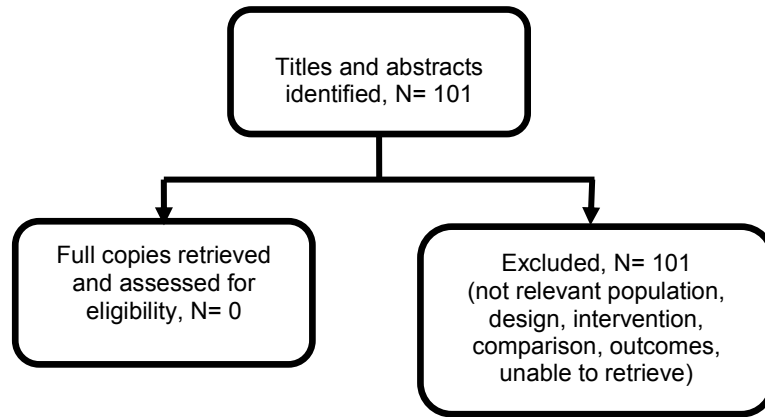 Titles and abstracts
identified, N= 101
Full copies retrieved
and assessed for
eligibility, N= 0
Excluded, N= 101
(not relevant population,
design, intervention,
comparison, outcomes,
unable to retrieve)